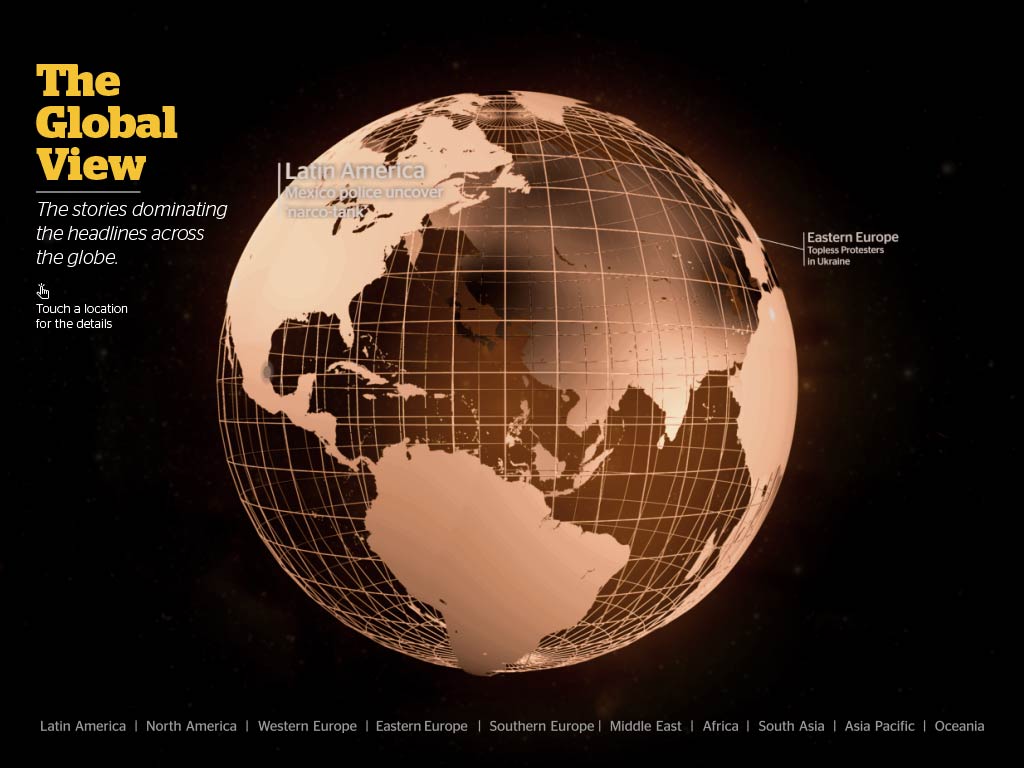 The
Global
View
The stories dominating
the headlines across
the globe.
Touch a location
for the details
Latin America
Mexico police uncover
narco-tank
Eastern Europe
Topless Protesters
in Ukraine
Latin America | North America | Western Europe | Eastern Europe | Southern Europe | Middle East | Africa | South Asia | Asia Pacific | Oceania